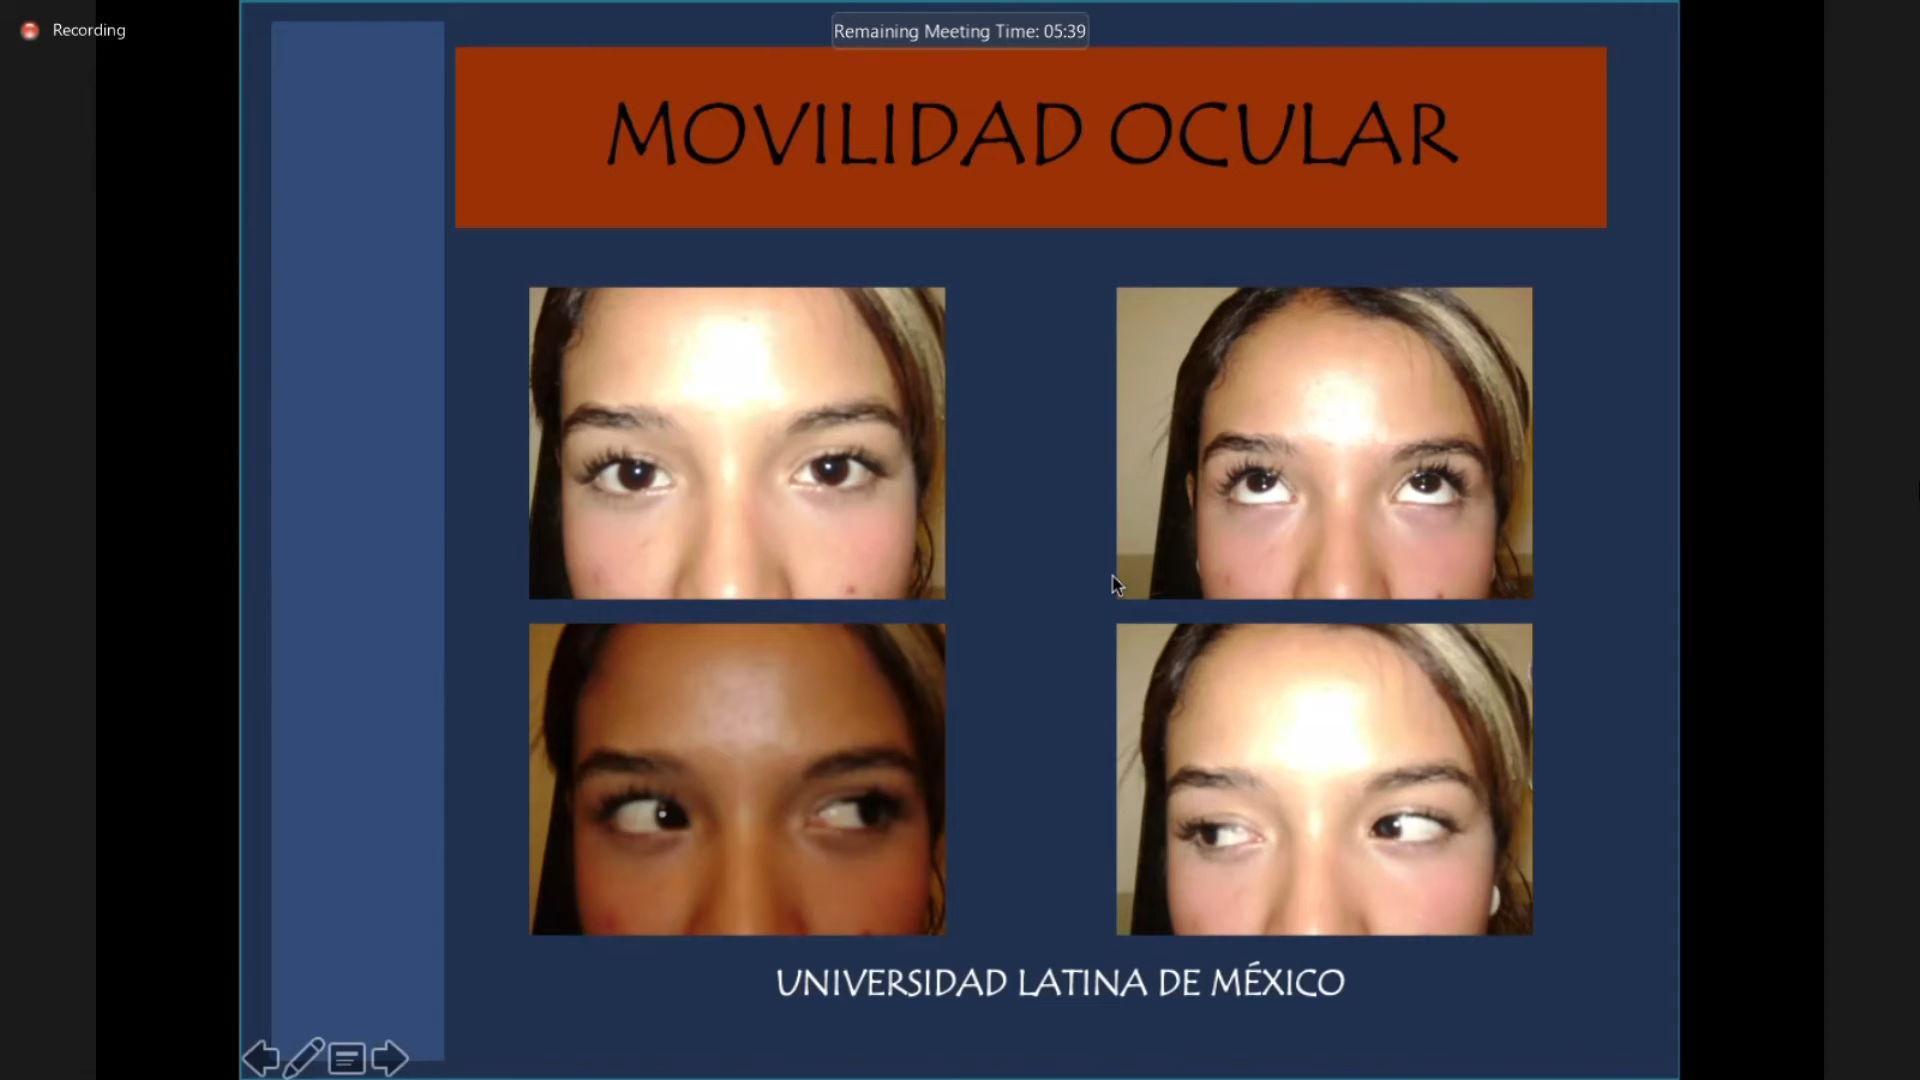 Recording
Remaining Meeting Time: 05:39
MOVILIDAD OCULAR
UNIVERSIDAD LATINA DE MÉXICO